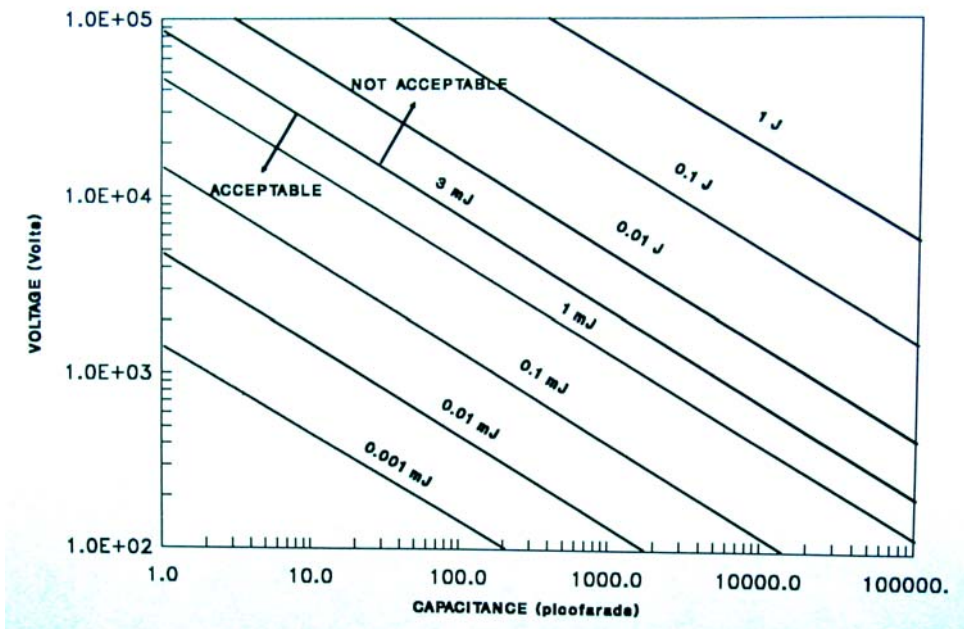 1.0E+05
NOT ACCEPTABLE
1 J
0.1 J
ACCEPTABLE
3 mJ
1.0E+04
0.01 J
VOLTAGE (Volts)
1 mJ
1.0E+03
0.1 mJ
0.01 mJ
0.001 mJ
1.0E+02
1.0 10.0 100.0 1000.0 10000.0 100000.
CAPACITANCE (picofarads)